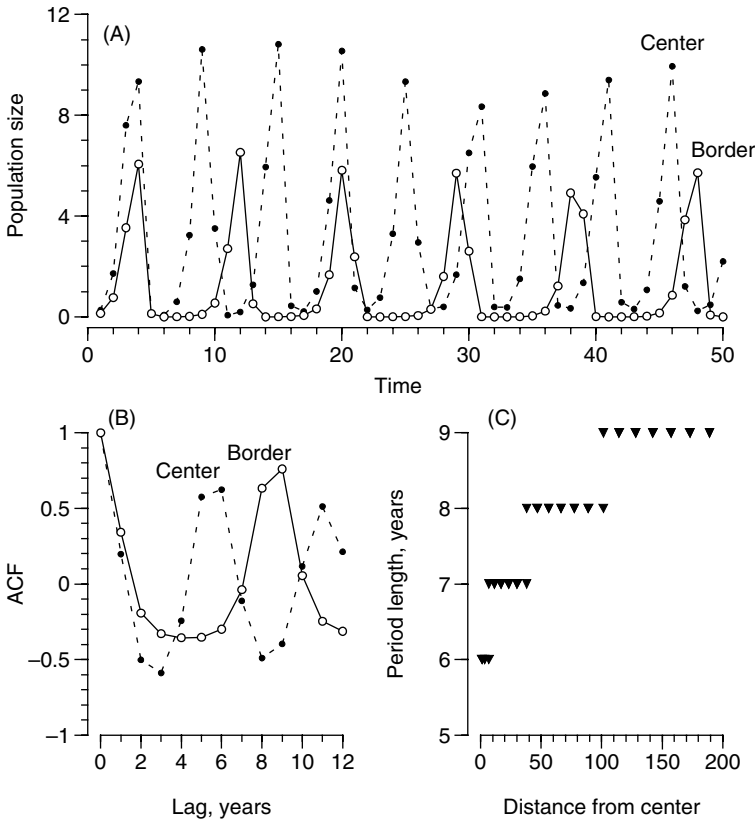 (A)
12
8
4
0
Population size
Center
Border
0 10 20 30 40 50
Time
(B)
1
0.5
0
−0.5
−1
ACF
Center
Border
0 2 4 6 8 10 12
Lag, years
(C)
9
8
7
6
5
Period length, years
0 50 100 150 200
Distance from center